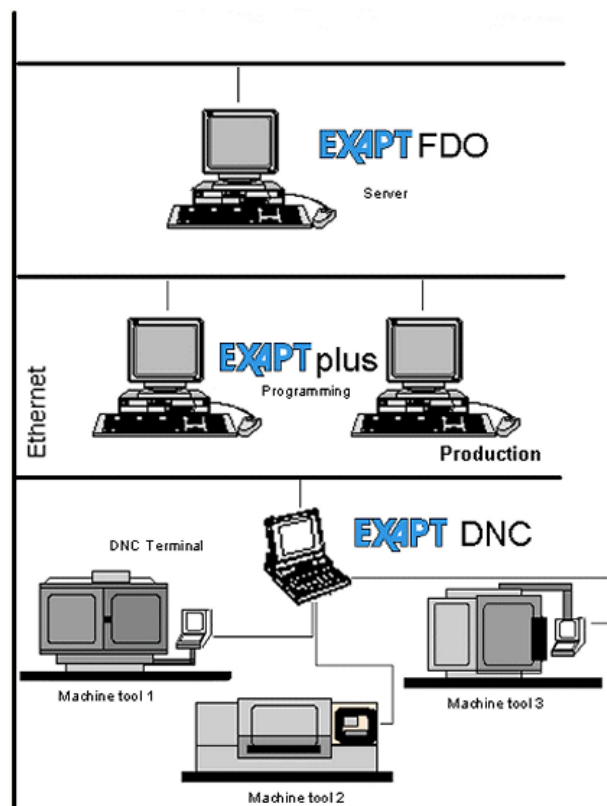 EXAPT FDO
Server
EXAPT plus
Programming
Ethernet
Production
EXAPT DNC
DNC Terminal
Machine tool 1
Machine tool 3
Machine tool 2